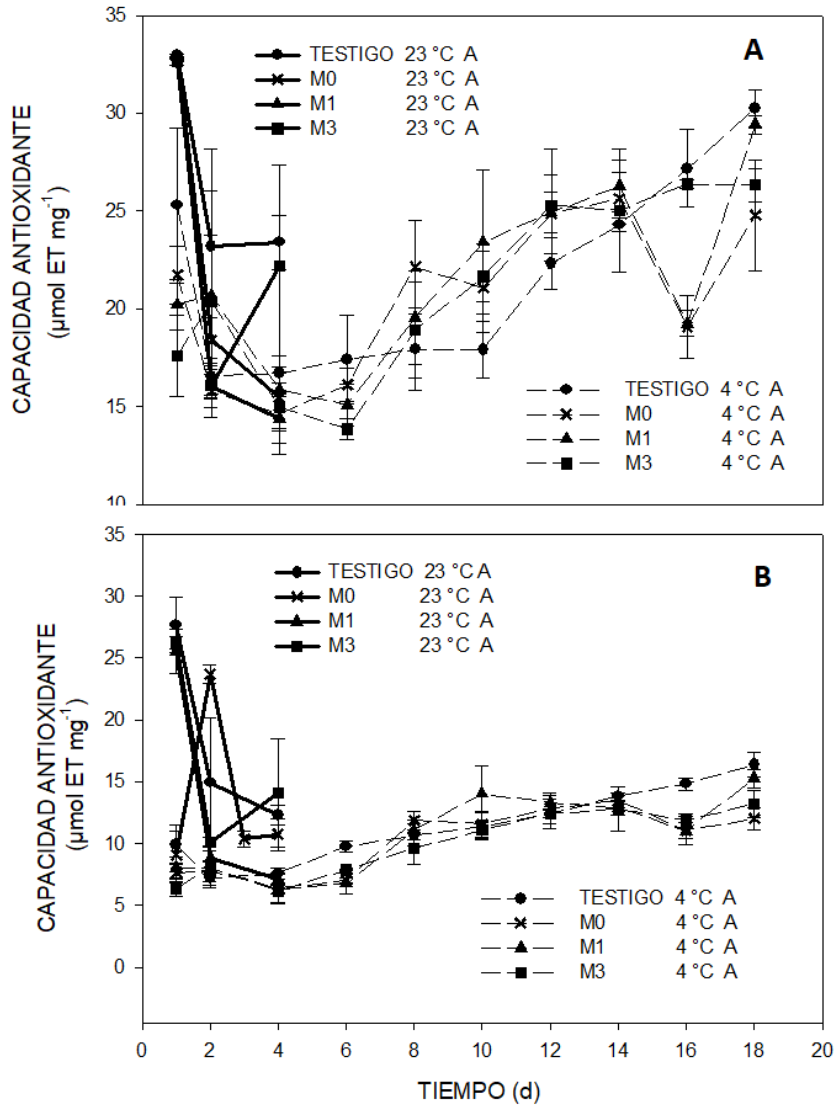 CAPACIDAD ANTIOXIDANTE
(µmol ET mg-1)
35
30
25
20
15
10
A
TESTIGO 23 °C A
M0 23 °C A
M1 23 °C A
M3 23 °C A
TESTIGO 4 °C A
M0 4 °C A
M1 4 °C A
M3 4 °C A
CAPACIDAD ANTIOXIDANTE
(µmol ET mg-1)
35
30
25
20
15
10
5
0
B
TESTIGO 23 °C A
M0 23 °C A
M1 23 °C A
M3 23 °C A
TESTIGO 4 °C A
M0 4 °C A
M1 4 °C A
M3 4 °C A
0 2 4 6 8 10 12 14 16 18 20
TIEMPO (d)